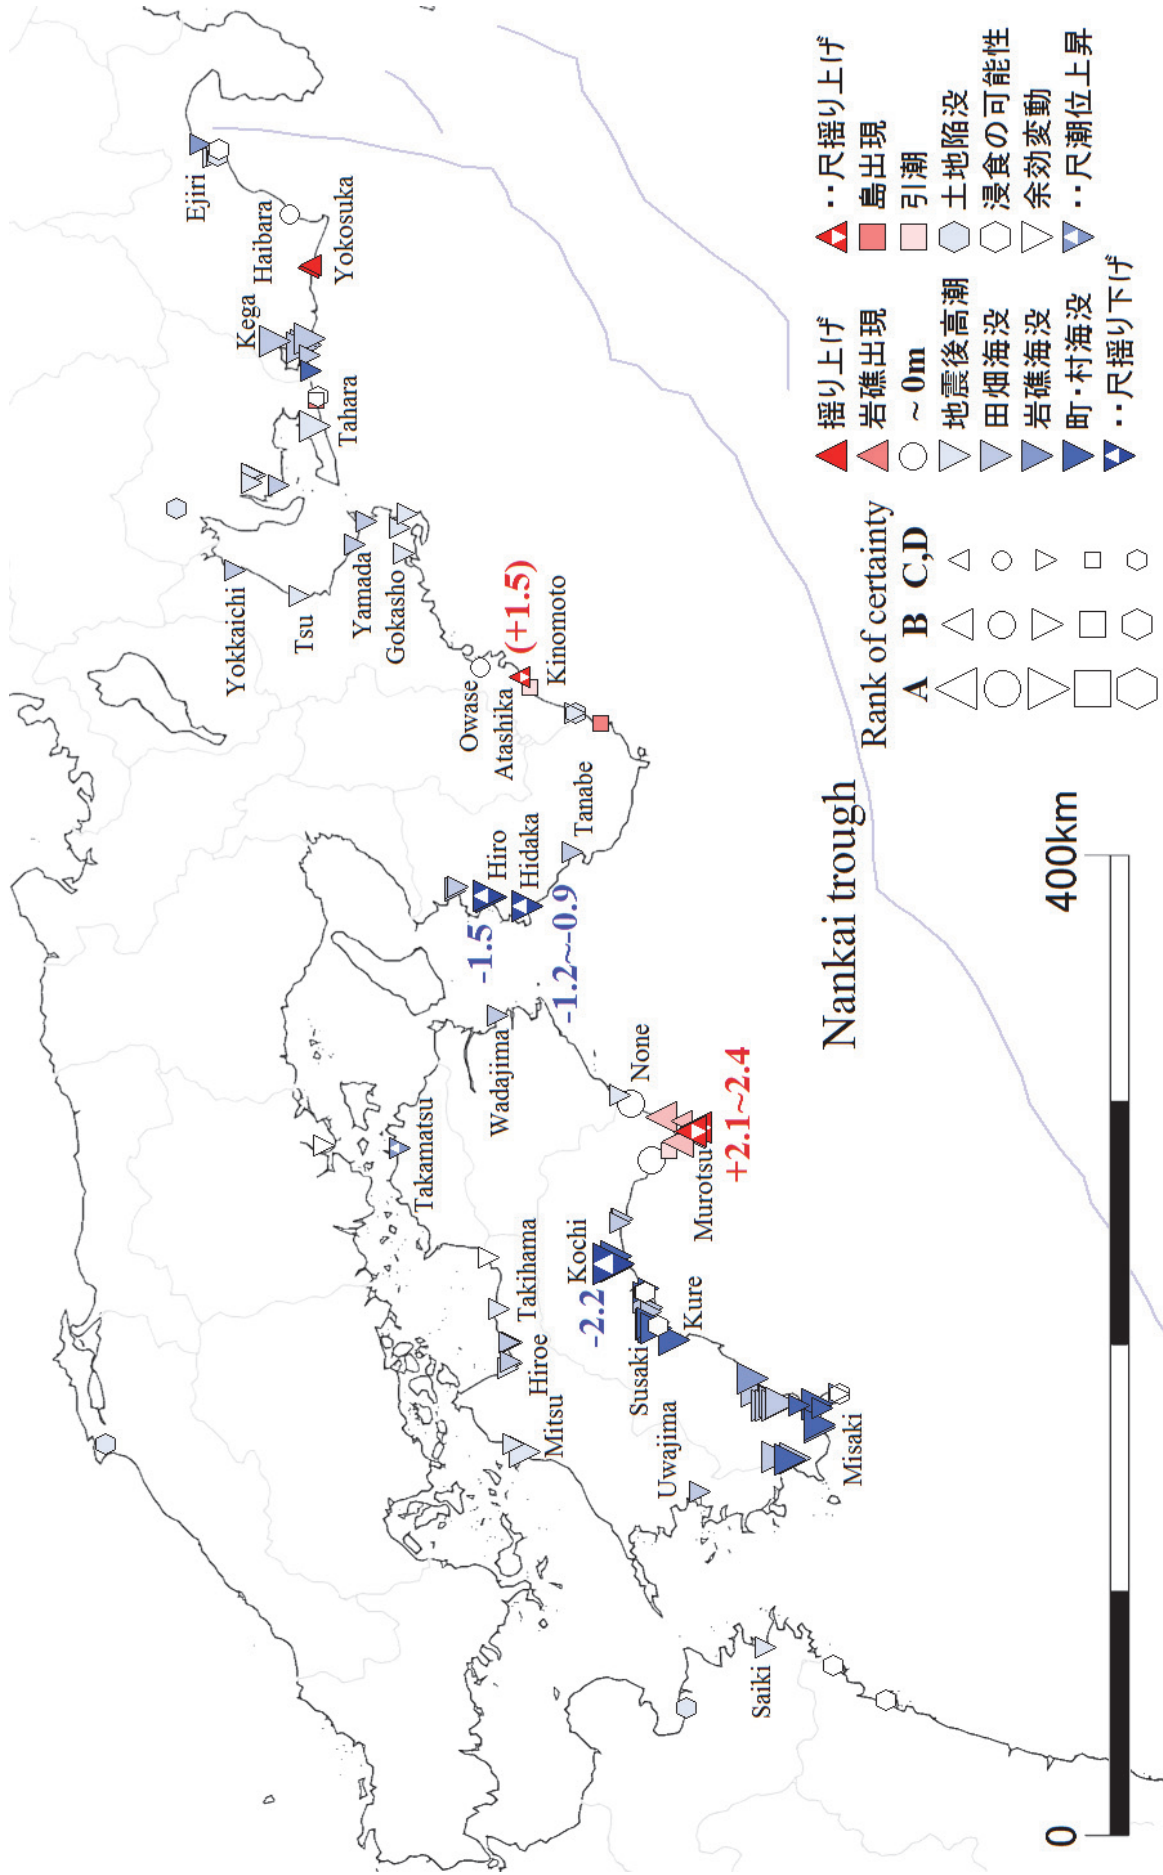 Ejiri
Haibara
Yokosuka
Kega
Tahara
Yokkaichi
Tsu
Yamada
Gokasho
Owase
Atashika
(+1.5)
Kinomoto
Tanabe
Hiro
-1.5
Hidaka
-1.2~-0.9
Wadajima
None
Takamatsu
Murotsu
+2.1~2.4
Kochi
-2.2
Takihama
Hiroe
Mitsu
Susaki
Kure
Uwajima
Misaki
Saiki
Nankai trough
Rank of certainty
A B C,D
揺り上げ
岩礁出現
~0m
地震後高潮
田畑海没
岩礁海没
町・村海没
‥尺揺り下げ
‥尺揺り上げ
島出現
引潮
土地陥没
浸食の可能性
余効変動
‥尺潮位上昇
0 400km